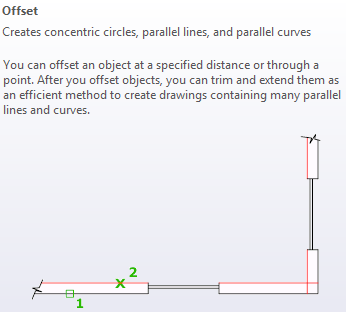 Offset
Creates concentric circles, parallel lines, and parallel curves
You can offset an object at a specified distance or through a
point. After you offset objects, you can trim and extend them as
an efficient method to create drawings containing many parallel
lines and curves.
2
1